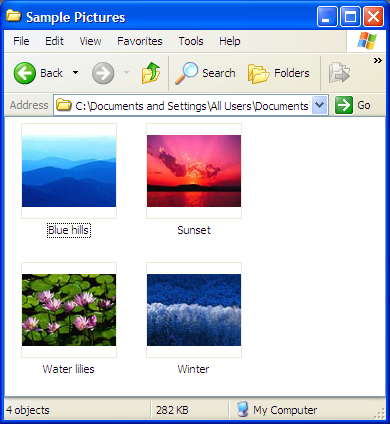 Sample Pictures
File Edit View Favorites Tools Help
Back Search Folders
Address C:\Documents and Settings\All Users\Documents Go
Blue hills Sunset
Water lilies Winter
4 objects 282 KB My Computer